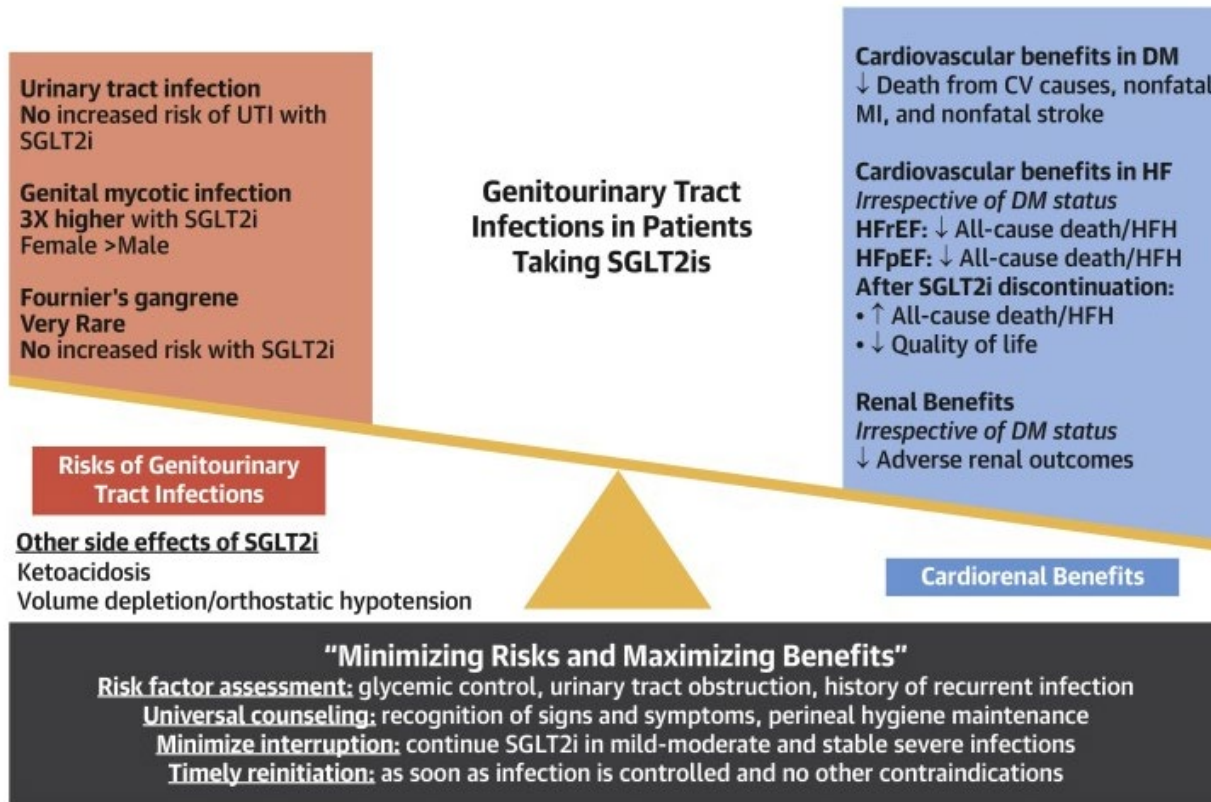 Urinary tract infection
No increased risk of UTI with
SGLT2i
Genital mycotic infection
3X higher with SGLT2i
Female >Male
Fournier's gangrene
Very Rare
No increased risk with SGLT2i
Genitourinary Tract
Infections in Patients
Taking SGLT2is
Cardiovascular benefits in DM
↓ Death from CV causes, nonfatal
MI, and nonfatal stroke
Cardiovascular benefits in HF
Irrespective of DM status
HFrEF: ↓ All-cause death/HFH
HFpEF: ↓ All-cause death/HFH
After SGLT2i discontinuation:
• ↑ All-cause death/HFH
• ↓ Quality of life
Renal Benefits
Irrespective of DM status
↓ Adverse renal outcomes
Risks of Genitourinary
Tract Infections
Other side effects of SGLT2i
Ketoacidosis
Volume depletion/orthostatic hypotension
Cardiorenal Benefits
“Minimizing Risks and Maximizing Benefits”
Risk factor assessment: glycemic control, urinary tract obstruction, history of recurrent infection
Universal counseling: recognition of signs and symptoms, perineal hygiene maintenance
Minimize interruption: continue SGLT2i in mild-moderate and stable severe infections
Timely reinitiation: as soon as infection is controlled and no other contraindications